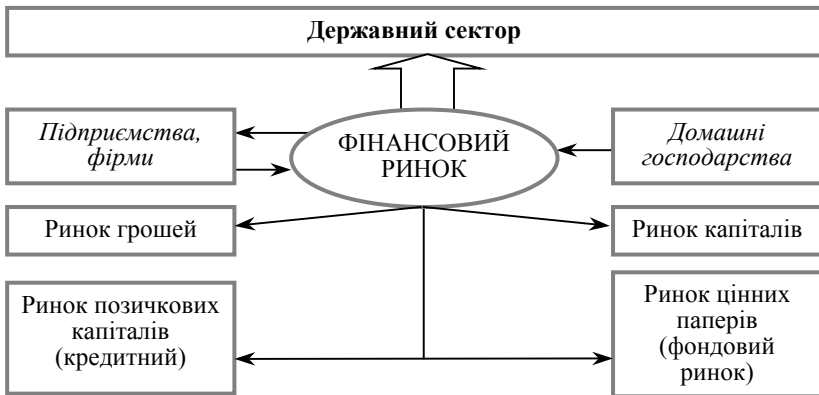 Державний сектор
Підприємства,
фірми
ФІНАНСОВИЙ
РИНОК
Домашні
господарства
Ринок грошей
Ринок капіталів
Ринок позичкових
капіталів
(кредитний)
Ринок цінних
паперів
(фондовий
ринок)